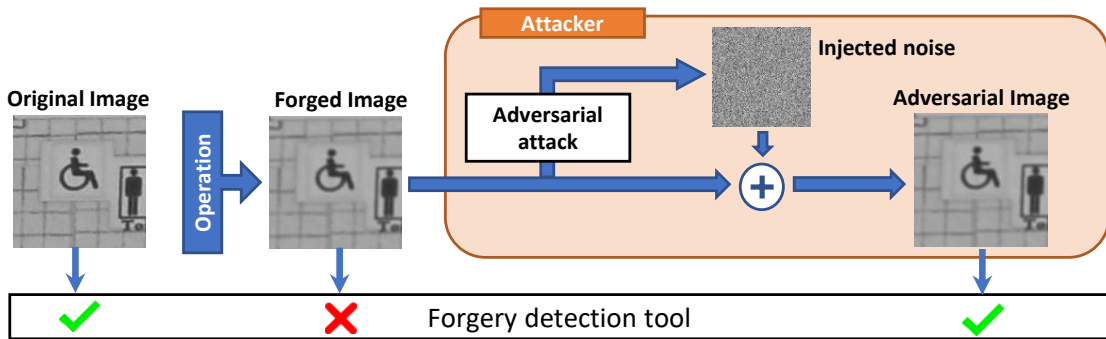 Attacker
Injected noise
Original Image
Forged Image
Adversarial
attack
Adversarial Image
Operation
Forgery detection tool